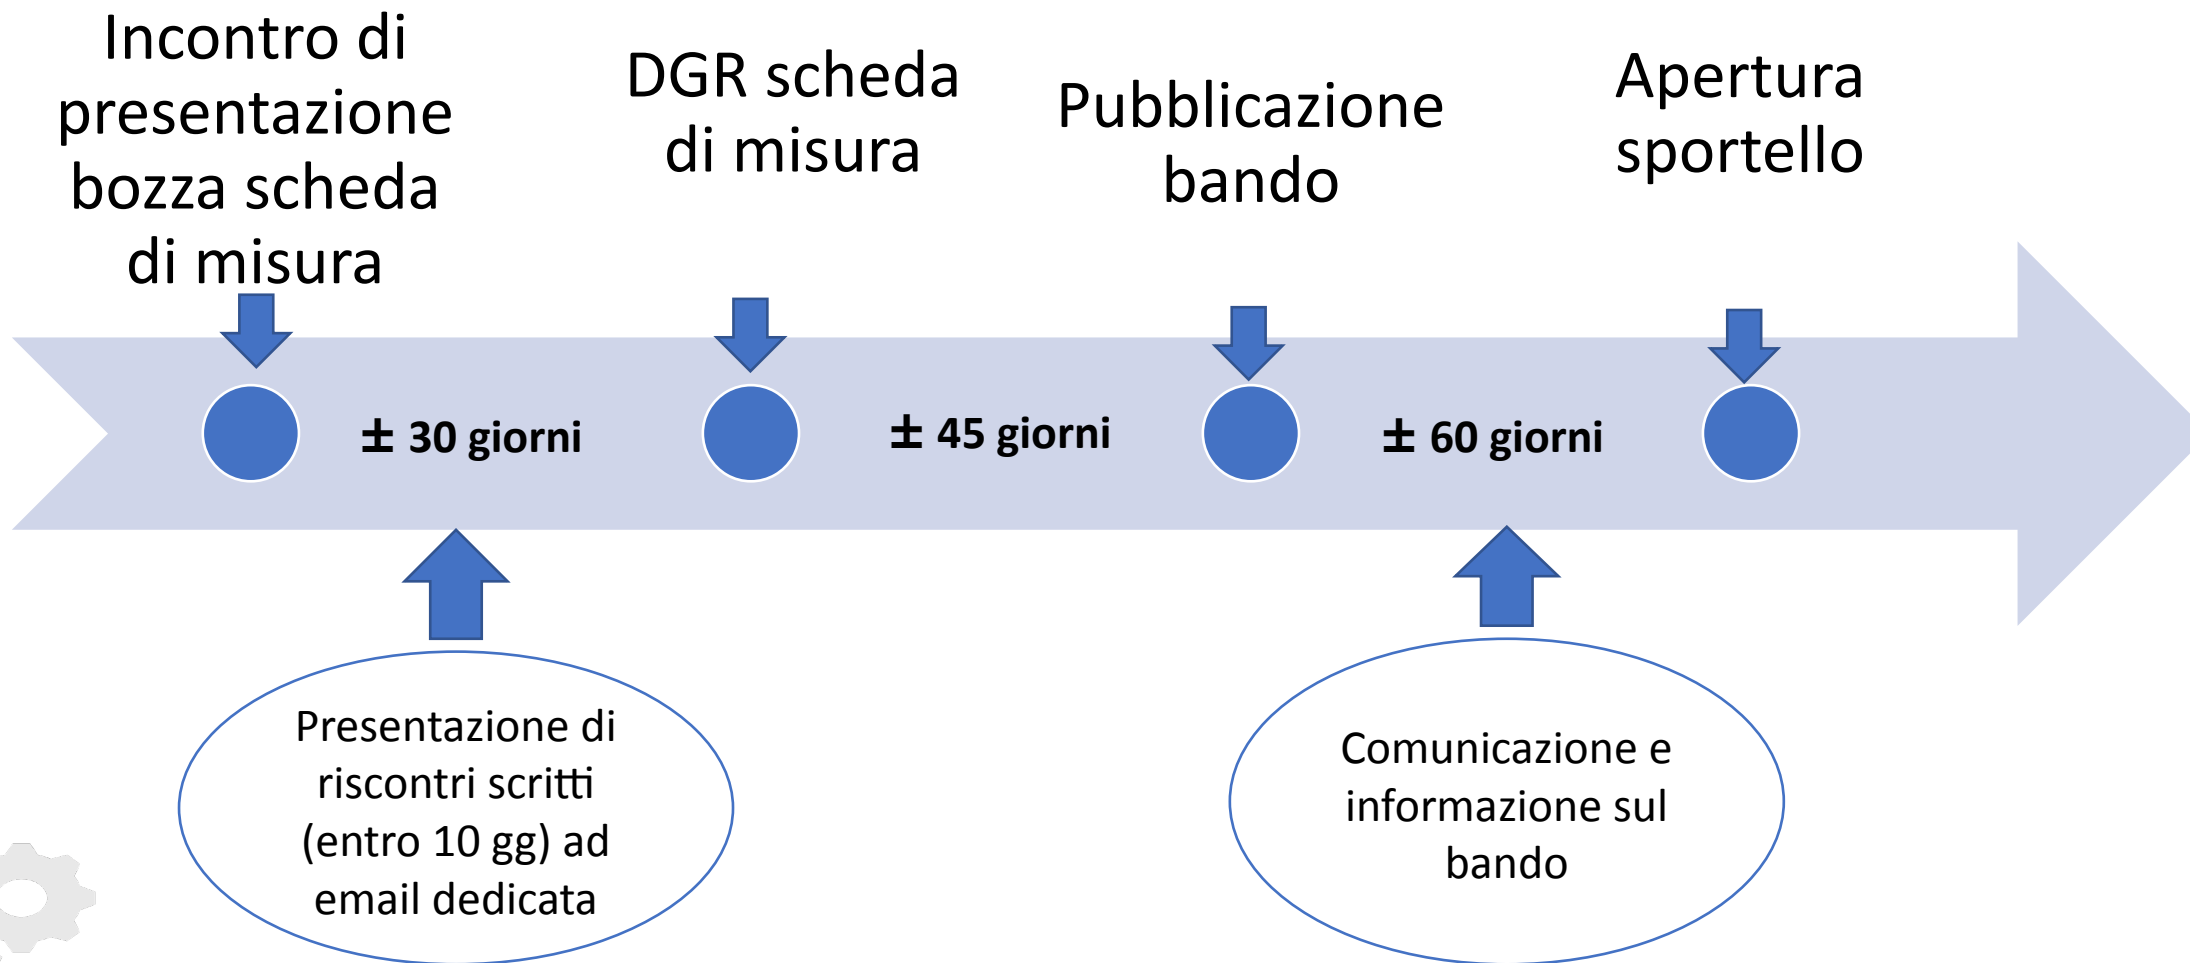 Incontro di
presentazione
bozza scheda
di misura
DGR scheda
di misura
Pubblicazione
bando
Apertura
sportello
± 30 giorni
± 45 giorni
± 60 giorni
Presentazione di
riscontri scritti
(entro 10 gg) ad
email dedicata
Comunicazione e
informazione sul
bando